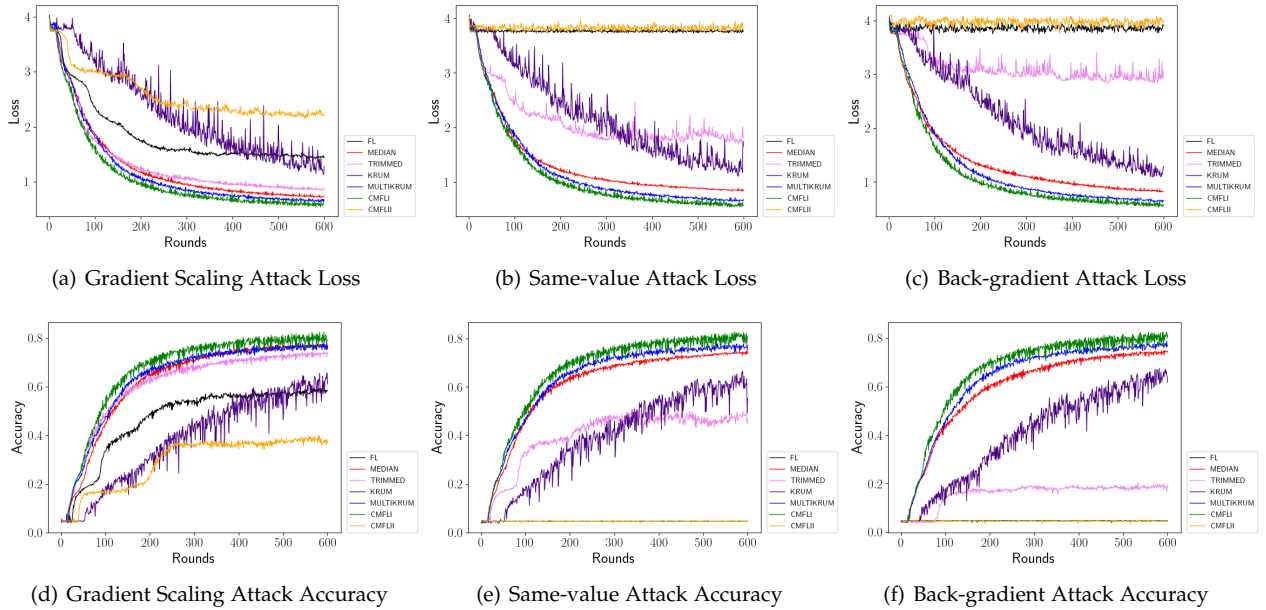 4
3
2
1
Loss
0 100 200 300 400 500 600
Rounds
FL
MEDIAN
TRIMMED
KRUM
MULTIKRUM
CMFLI
CMFLII
(a) Gradient Scaling Attack Loss
4
3
2
1
Loss
0 100 200 300 400 500 600
Rounds
FL
MEDIAN
TRIMMED
KRUM
MULTIKRUM
CMFLI
CMFLII
(b) Same-value Attack Loss
4
3
2
1
Loss
0 100 200 300 400 500 600
Rounds
FL
MEDIAN
TRIMMED
KRUM
MULTIKRUM
CMFLI
CMFLII
(c) Back-gradient Attack Loss
0.8
0.6
0.4
0.2
0.0
Accuracy
0 100 200 300 400 500 600
Rounds
FL
MEDIAN
TRIMMED
KRUM
MULTIKRUM
CMFLI
CMFLII
(d) Gradient Scaling Attack Accuracy
0.8
0.6
0.4
0.2
0.0
Accuracy
0 100 200 300 400 500 600
Rounds
FL
MEDIAN
TRIMMED
KRUM
MULTIKRUM
CMFLI
CMFLII
(e) Same-value Attack Accuracy
0.8
0.6
0.4
0.2
0.0
Accuracy
0 100 200 300 400 500 600
Rounds
FL
MEDIAN
TRIMMED
KRUM
MULTIKRUM
CMFLI
CMFLII
(f) Back-gradient Attack Accuracy